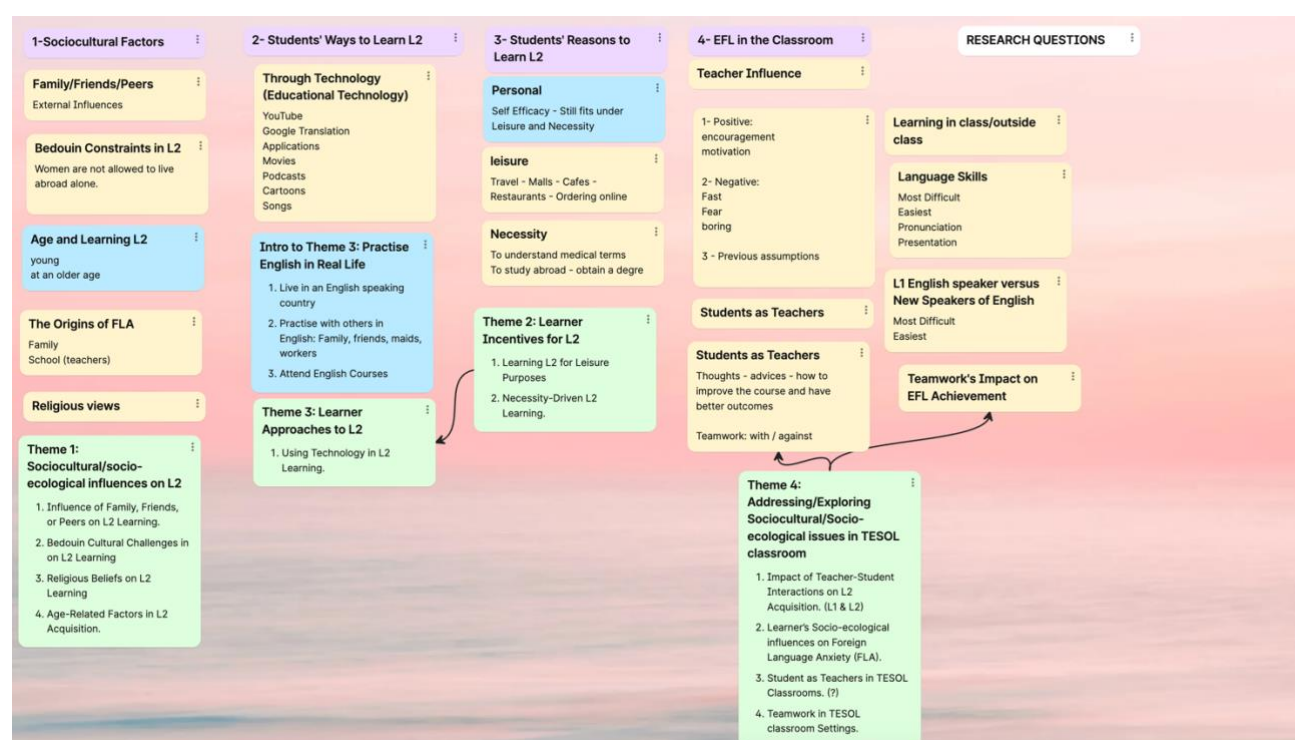 1-Sociocultural Factors
Family/Friends/Peers
External Influences
Bedouin Constraints in L2
Women are not allowed to live
abroad alone.
Age and Learning L2
young
at an older age
The Origins of FLA
Family
School (teachers)
Religious views
Theme 1:
Sociocultural/socio-
ecological influences on L2
1. Influence of Family, Friends,
or Peers on L2 Learning.
2. Bedouin Cultural Challenges in
on L2 Learning
3. Religious Beliefs on L2
Learning
4. Age-Related Factors in L2
Acquisition.
2- Students' Ways to Learn L2
Through Technology
(Educational Technology)
YouTube
Google Translation
Applications
Movies
Podcasts
Cartoons
Songs
Intro to Theme 3: Practise
English in Real Life
1. Live in an English speaking
country
2. Practise with others in
English: Family, friends, maids,
workers
3. Attend English Courses
Theme 3: Learner
Approaches to L2
1. Using Technology in L2
Learning.
3- Students' Reasons to
Learn L2
Personal
Self Efficacy - Still fits under
Leisure and Necessity
leisure
Travel - Malls - Cafes -
Restaurants - Ordering online
Necessity
To understand medical terms
To study abroad - obtain a degre
Theme 2: Learner
Incentives for L2
1. Learning L2 for Leisure
Purposes
2. Necessity-Driven L2
Learning.
4- EFL in the Classroom
Teacher Influence
1- Positive:
encouragement
motivation
2- Negative:
Fast
Fear
boring
3 - Previous assumptions
Students as Teachers
Students as Teachers
Thoughts - advices - how to
improve the course and have
better outcomes
Teamwork: with / against
Theme 4:
Addressing/Exploring
Sociocultural/Socio-
ecological issues in TESOL
classroom
1. Impact of Teacher-Student
Interactions on L2
Acquisition. (L1 & L2)
2. Learner's Socio-ecological
influences on Foreign
Language Anxiety (FLA).
3. Student as Teachers in TESOL
Classrooms. (?)
4. Teamwork in TESOL
classroom Settings.
RESEARCH QUESTIONS
Learning in class/outside
class
Language Skills
Most Difficult
Easiest
Pronunciation
Presentation
L1 English speaker versus
New Speakers of English
Most Difficult
Easiest
Teamwork's Impact on
EFL Achievement